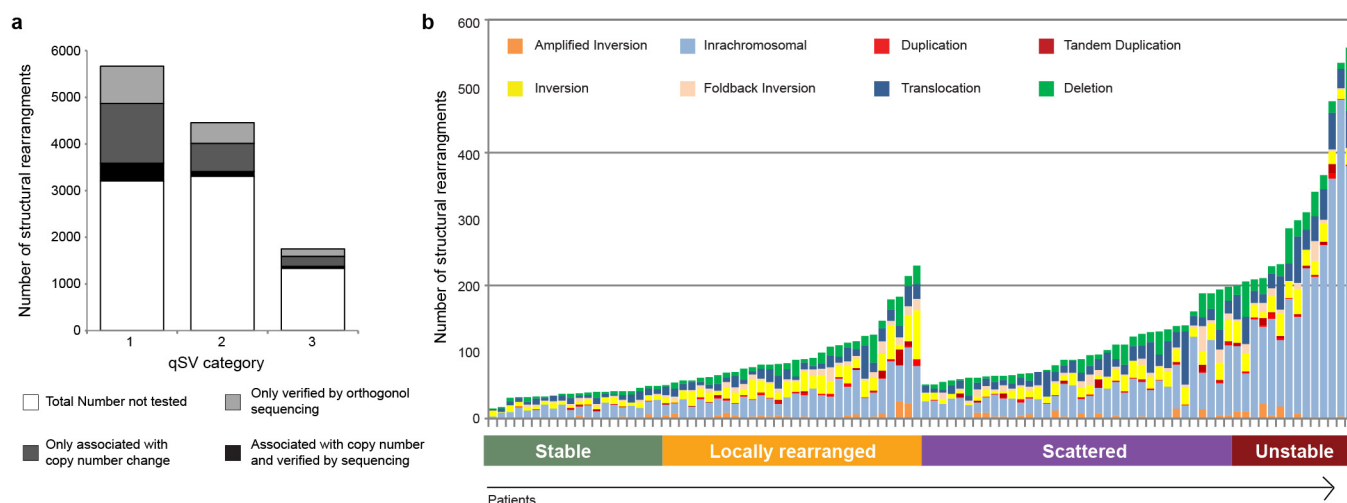 a
Number of structural rearrangments
6000
5000
4000
3000
2000
1000
0
1
2
3
qSV category
Total Number not tested
Only verified by orthogonol
sequencing
Only associated with
copy number change
Associated with copy number
and verified by sequencing
b
Number of structural rearrangments
600
500
400
300
200
100
0
Amplified Inversion
Inrachromosomal
Duplication
Tandem Duplication
Inversion
Foldback Inversion
Translocation
Deletion
Stable
Locally rearranged
Scattered
Unstable
Patients